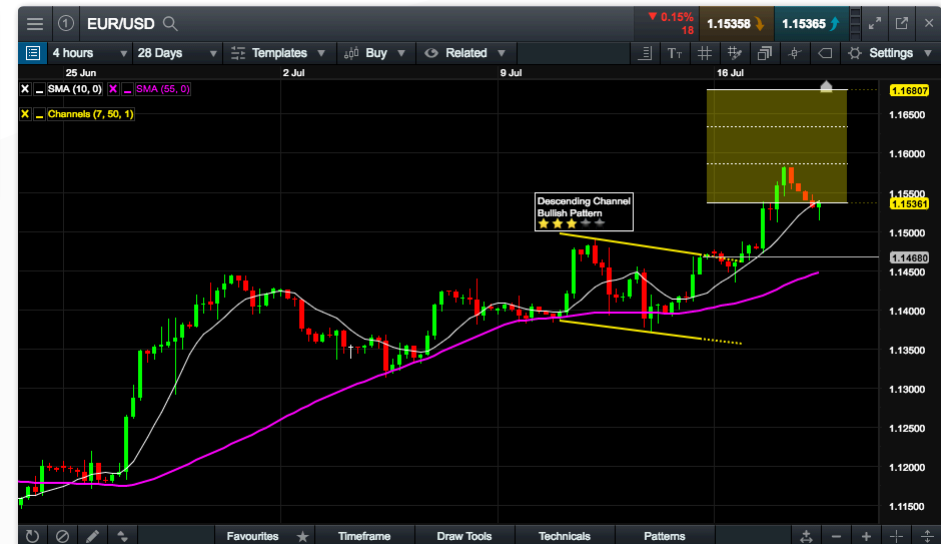 1 EUR/USD ▼ 0.15% 18 1.15358 1.15365
4 hours 28 Days Templates Buy Related Settings
25 Jun 2 Jul 9 Jul 16 Jul
X SMA (10, 0) X SMA (55, 0)
X Channels (7, 50, 1)
1.16807
1.16500
1.16000
1.15500
1.15361
1.15000
1.14680
1.14500
1.14000
1.13500
1.13000
1.12500
1.12000
1.11500
Descending Channel
Bullish Pattern
Favourites Timeframe Draw Tools Technicals Patterns